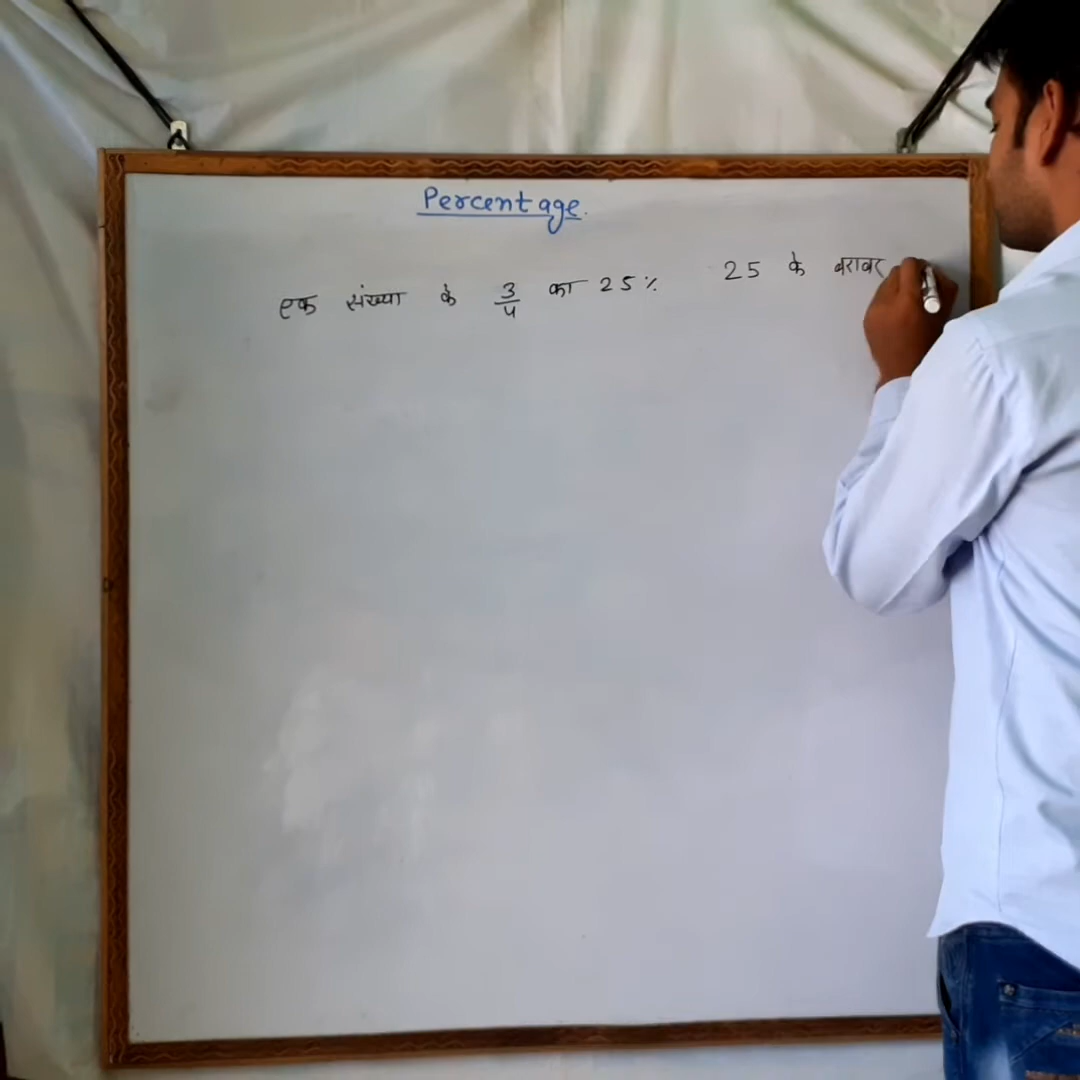 Percentage
एक संख्या के 3/4 का 25% 25 के बराबर